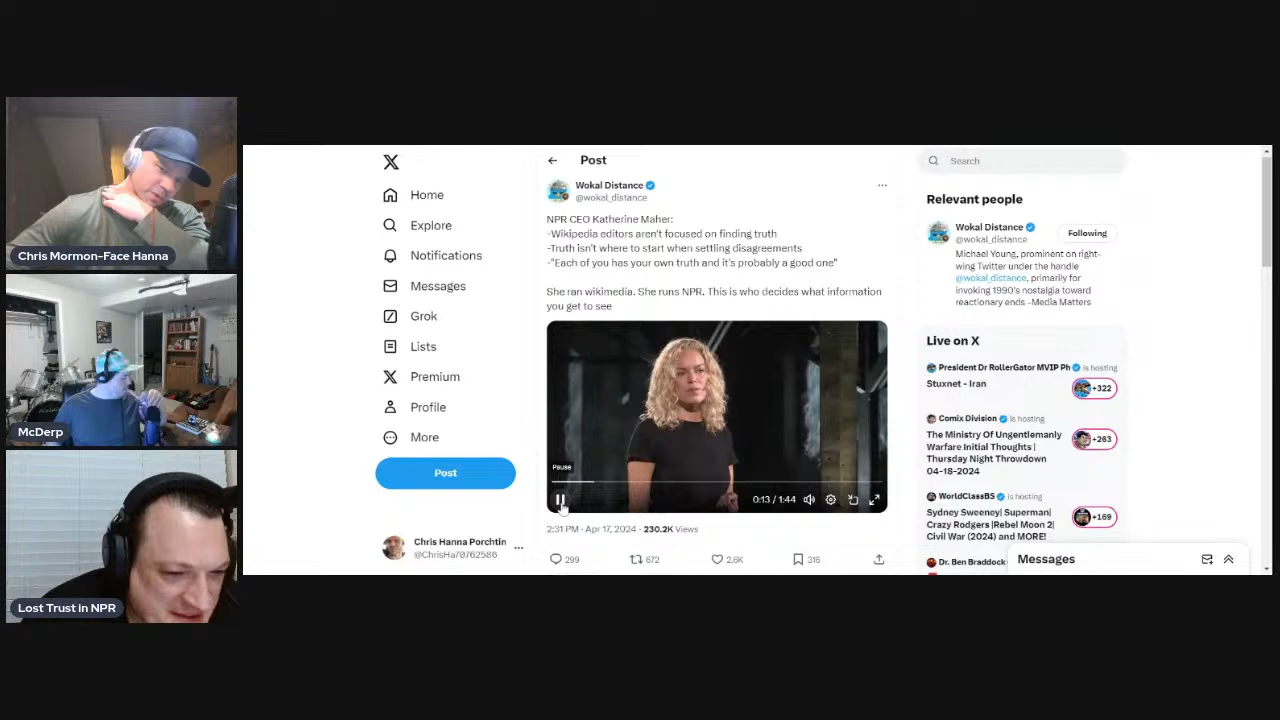 Chris Mormon-Face Hanna
McDerp
Lost Trust in NPR
Home
Explore
Notifications
Messages
Grok
Lists
Premium
Profile
More
Post
Chris Hanna Porchtin
@ChrisHa70762586
Post
Wokal Distance
@wokal_distance
NPR CEO Katherine Maher:
-Wikipedia editors aren't focused on finding truth
-Truth isn't where to start when settling disagreements
-"Each of you has your own truth and it's probably a good one"
She ran wikimedia. She runs NPR. This is who decides what information
you get to see
Pause
0:13 / 1:44
2:31 PM · Apr 17, 2024 · 230.2K Views
299
672
2.6K
316
Search
Relevant people
Wokal Distance
@wokal_distance
Following
Michael Young, prominent on right-
wing Twitter under the handle
@wokal_distance, primarily for
invoking 1990's nostalgia toward
reactionary ends -Media Matters
Live on X
President Dr RollerGator MVIP Ph is hosting
Stuxnet - Iran
+322
Comix Division is hosting
The Ministry Of Ungentlemanly
Warfare Initial Thoughts |
Thursday Night Throwdown
04-18-2024
+263
WorldClassBS is hosting
Sydney Sweeney| Superman|
Crazy Rodgers |Rebel Moon 2|
Civil War (2024) and MORE!
+169
Dr. Ben Braddock
Messages